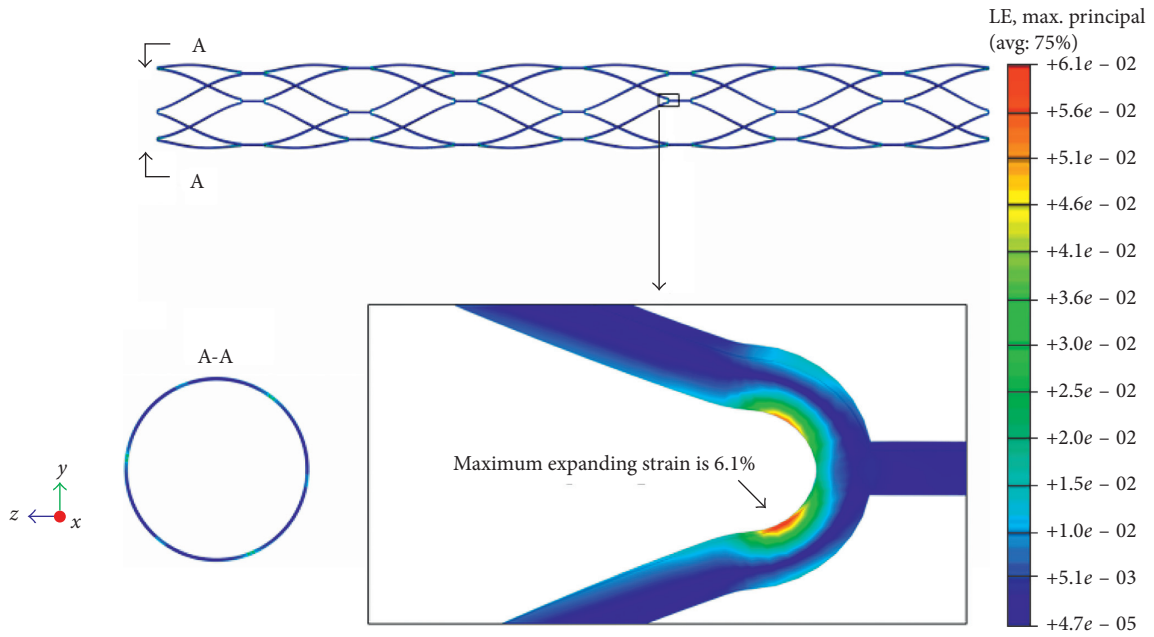 LE, max. principal
(avg: 75%)
A
+6.1e – 02
+5.6e – 02
+5.1e – 02
+4.6e – 02
+4.1e – 02
+3.6e – 02
+3.0e – 02
+2.5e – 02
+2.0e – 02
+1.5e – 02
+1.0e – 02
+5.1e – 03
+4.7e – 05
A
A-A
Maximum expanding strain is 6.1%
y
z
x